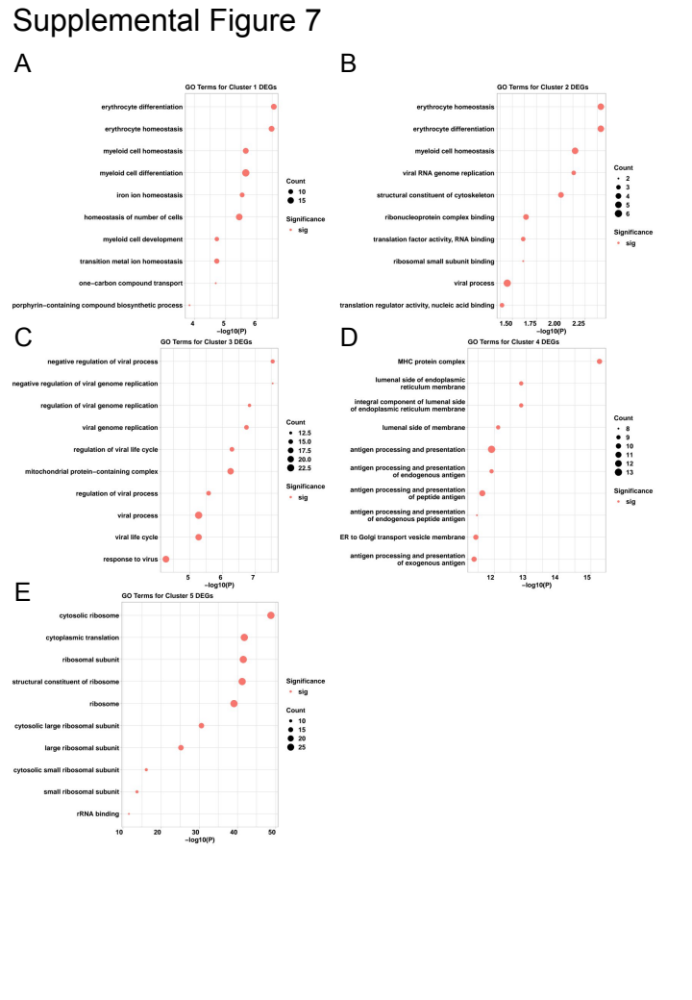 Supplemental Figure 7
A
GO Terms for Cluster 1 DEGs
erythrocyte differentiation
erythrocyte homeostasis
myeloid cell homeostasis
myeloid cell differentiation
iron ion homeostasis
homeostasis of number of cells
myeloid cell development
transition metal ion homeostasis
one−carbon compound transport
porphyrin−containing compound biosynthetic process
4 5 6
−log10(P)
Count
10
15
Significance
sig
B
GO Terms for Cluster 2 DEGs
erythrocyte homeostasis
erythrocyte differentiation
myeloid cell homeostasis
viral RNA genome replication
structural constituent of cytoskeleton
ribonucleoprotein complex binding
translation factor activity, RNA binding
ribosomal small subunit binding
viral process
translation regulator activity, nucleic acid binding
1.50 1.75 2.00 2.25
−log10(P)
Count
2
3
4
5
6
Significance
sig
C
GO Terms for Cluster 3 DEGs
negative regulation of viral process
negative regulation of viral genome replication
regulation of viral genome replication
viral genome replication
regulation of viral life cycle
mitochondrial protein−containing complex
regulation of viral process
viral process
viral life cycle
response to virus
5 6 7
−log10(P)
Count
12.5
15.0
17.5
20.0
22.5
Significance
sig
D
GO Terms for Cluster 4 DEGs
MHC protein complex
lumenal side of endoplasmic
reticulum membrane
integral component of lumenal side
of endoplasmic reticulum membrane
lumenal side of membrane
antigen processing and presentation
antigen processing and presentation
of endogenous antigen
antigen processing and presentation
of peptide antigen
antigen processing and presentation
of endogenous peptide antigen
ER to Golgi transport vesicle membrane
antigen processing and presentation
of exogenous antigen
12 13 14 15
−log10(P)
Count
8
9
10
11
12
13
Significance
sig
E
GO Terms for Cluster 5 DEGs
cytosolic ribosome
cytoplasmic translation
ribosomal subunit
structural constituent of ribosome
ribosome
cytosolic large ribosomal subunit
large ribosomal subunit
cytosolic small ribosomal subunit
small ribosomal subunit
rRNA binding
10 20 30 40 50
−log10(P)
Significance
sig
Count
10
15
20
25